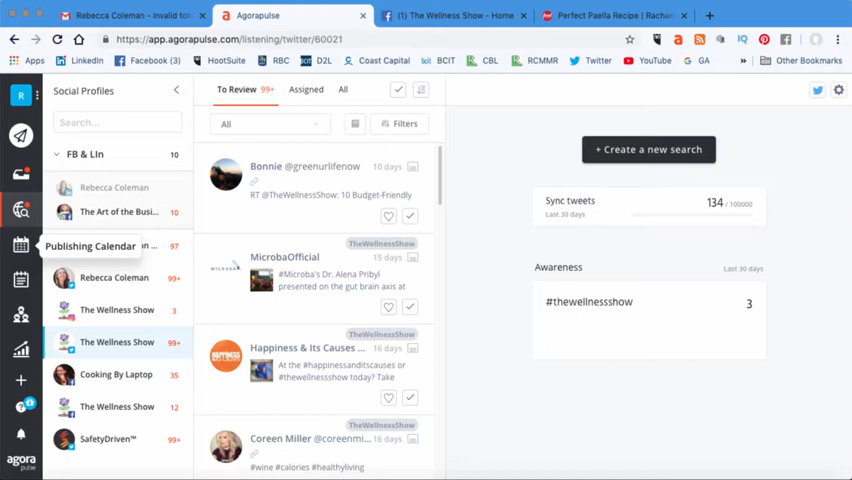 Rebecca Coleman - Invalid tok
Agorapulse
(1) The Wellness Show - Home
Perfect Paella Recipe | Racha
https://app.agorapulse.com/listening/twitter/60021
Apps
LinkedIn
Facebook (3)
HootSuite
RBC
D2L
Coast Capital
BCIT
CBL
RCMMR
Twitter
YouTube
GA
Other Bookmarks
R
Social Profiles
Search...
FB & LIn 10
Rebecca Coleman
The Art of the Busi... 10
Publishing Calendar
an ... 97
Rebecca Coleman 99+
The Wellness Show 3
The Wellness Show 99+
Cooking By Laptop 35
The Wellness Show 12
SafetyDriven™ 99+
agora
pulse
To Review 99+ Assigned All
All
Filters
Bonnie @greenurlifenow 10 days
RT @TheWellnessShow: 10 Budget-Friendly
TheWellnessShow
MicrobaOfficial 15 days
MICROBA
#Microba's Dr. Alena Pribyl
presented on the gut brain axis at
TheWellnessShow
Happiness & Its Causes ... 16 days
HAPPINESS
At the #happinessanditscauses or
#thewellnessshow today? Take
TheWellnessShow
Coreen Miller @coreenmi... 16 days
#wine #calories #healthyliving
+ Create a new search
Sync tweets 134 / 100000
Last 30 days
Awareness Last 30 days
#thewellnessshow 3